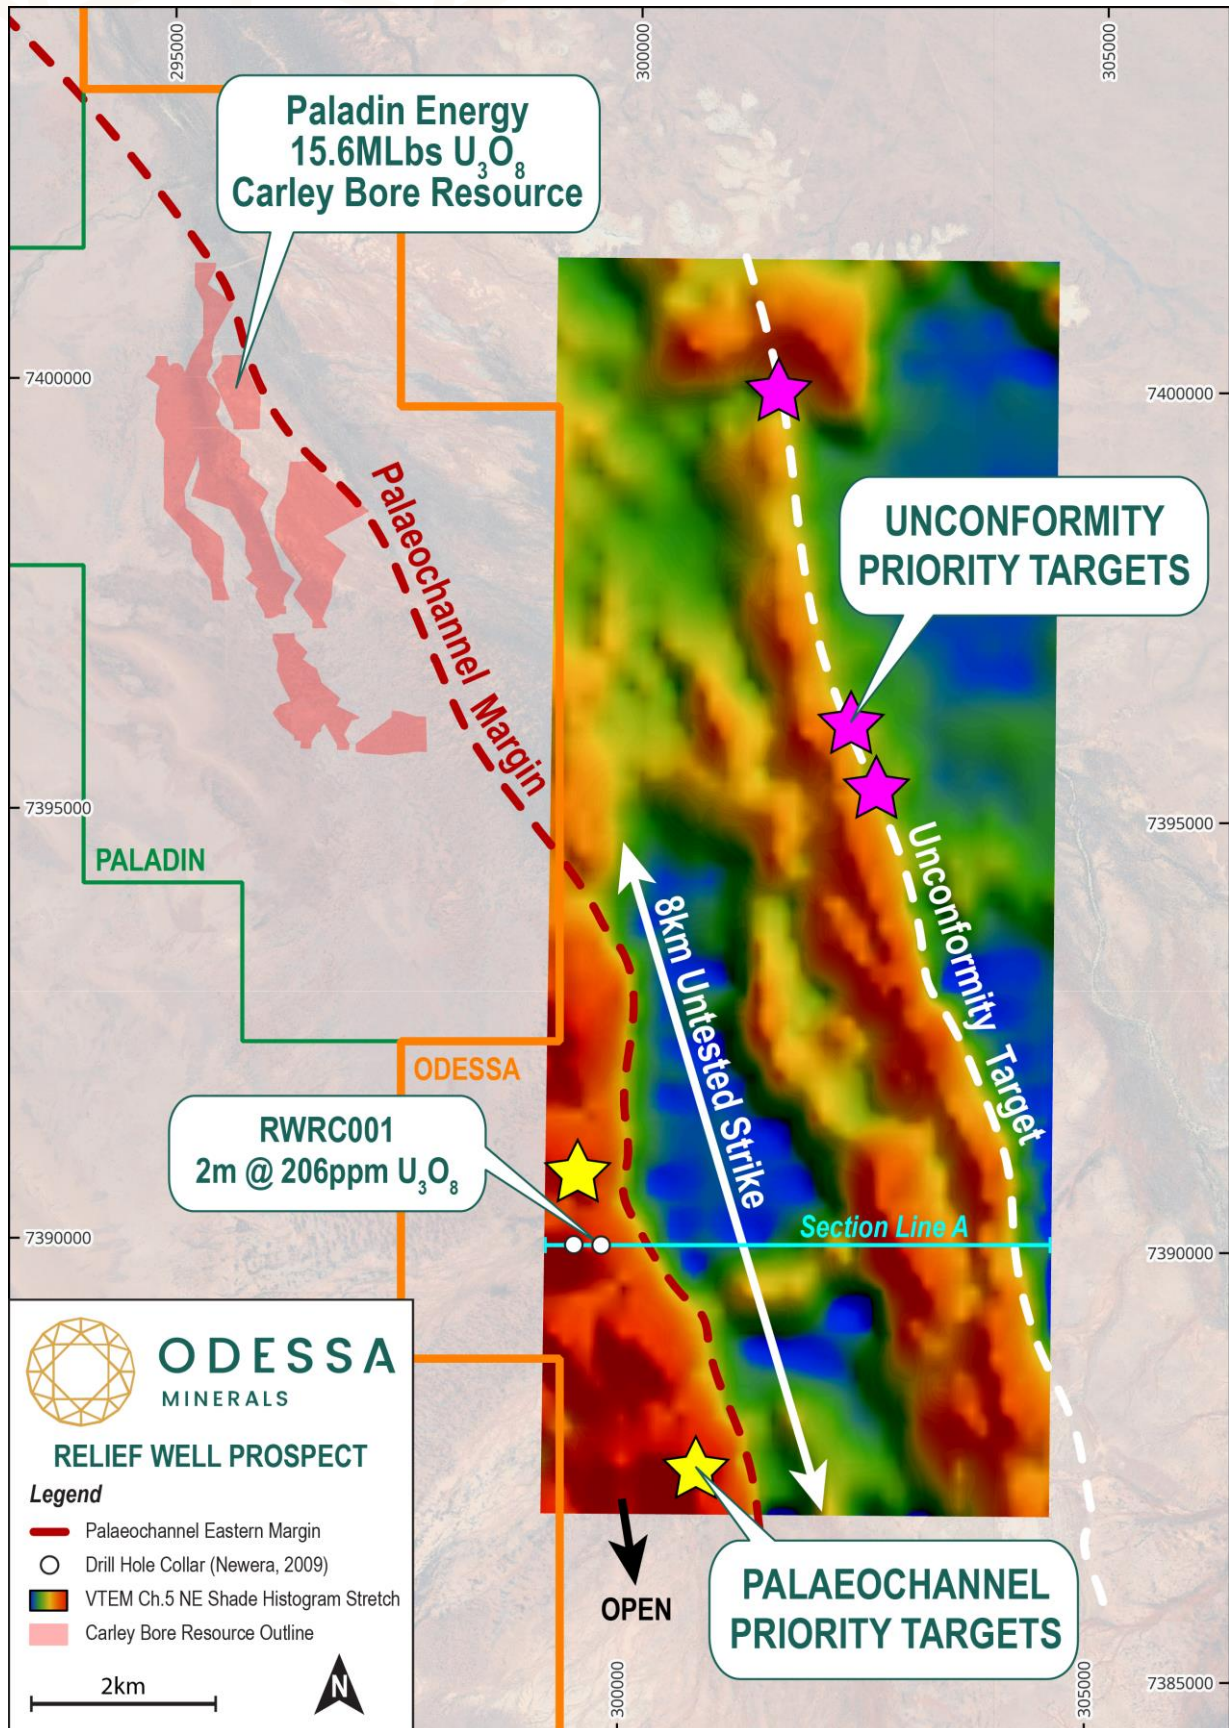 295000
300000
305000
Paladin Energy
15.6MLbs U₃O₈
Carley Bore Resource
7400000
7400000
Palaeochannel Margin
UNCONFORMITY
PRIORITY TARGETS
7395000
7395000
PALADIN
Unconformity Target
8km Untested Strike
ODESSA
RWRC001
2m @ 206ppm U₃O₈
Section Line A
7390000
7390000
ODESSA
MINERALS
RELIEF WELL PROSPECT
Legend
Palaeochannel Eastern Margin
Drill Hole Collar (Newera, 2009)
VTEM Ch.5 NE Shade Histogram Stretch
Carley Bore Resource Outline
2km
N
OPEN
PALAEOCHANNEL
PRIORITY TARGETS
300000
305000
7385000